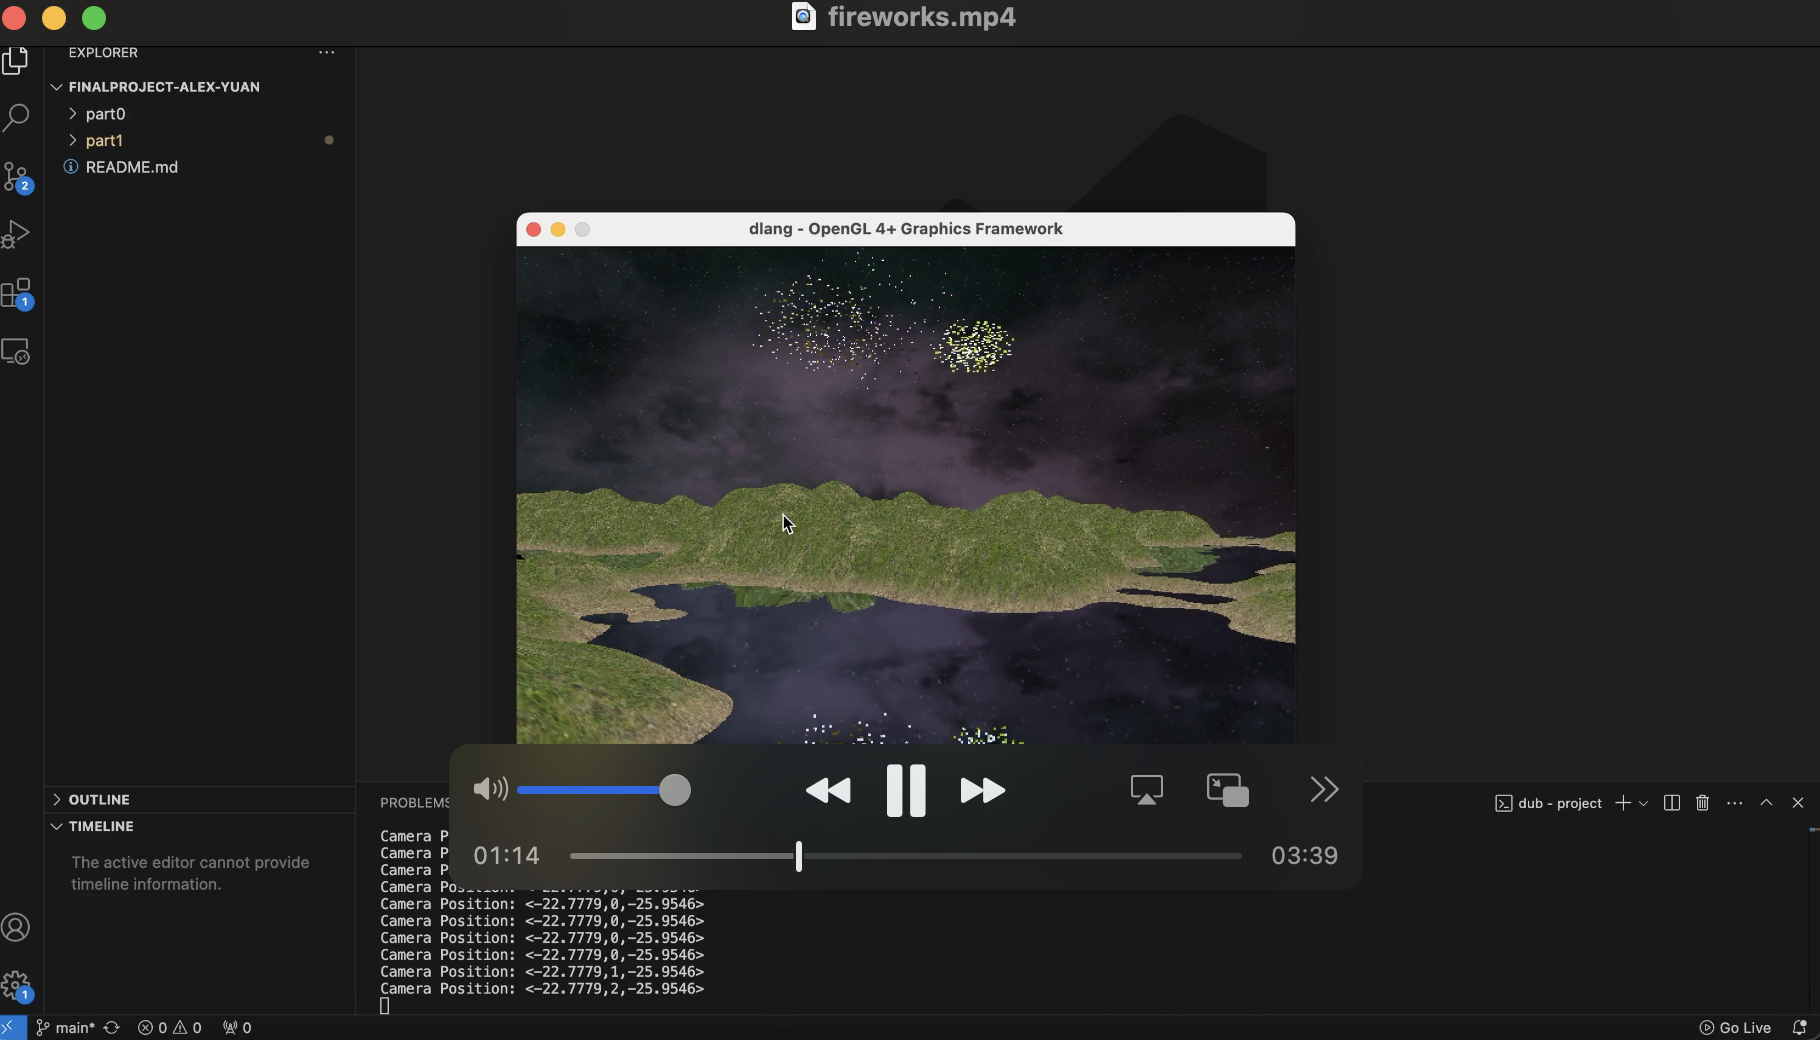 fireworks.mp4
EXPLORER
FINALPROJECT-ALEX-YUAN
part0
part1
README.md
2
1
dlang - OpenGL 4+ Graphics Framework
OUTLINE
TIMELINE
The active editor cannot provide
timeline information.
1
PROBLEMS
dub - project
01:14
03:39
Camera P
Camera P
Camera P
Camera Po
Camera Position: <-22.7779,0,-25.9546>
Camera Position: <-22.7779,0,-25.9546>
Camera Position: <-22.7779,0,-25.9546>
Camera Position: <-22.7779,0,-25.9546>
Camera Position: <-22.7779,1,-25.9546>
Camera Position: <-22.7779,2,-25.9546>
main*
0
0
0
Go Live